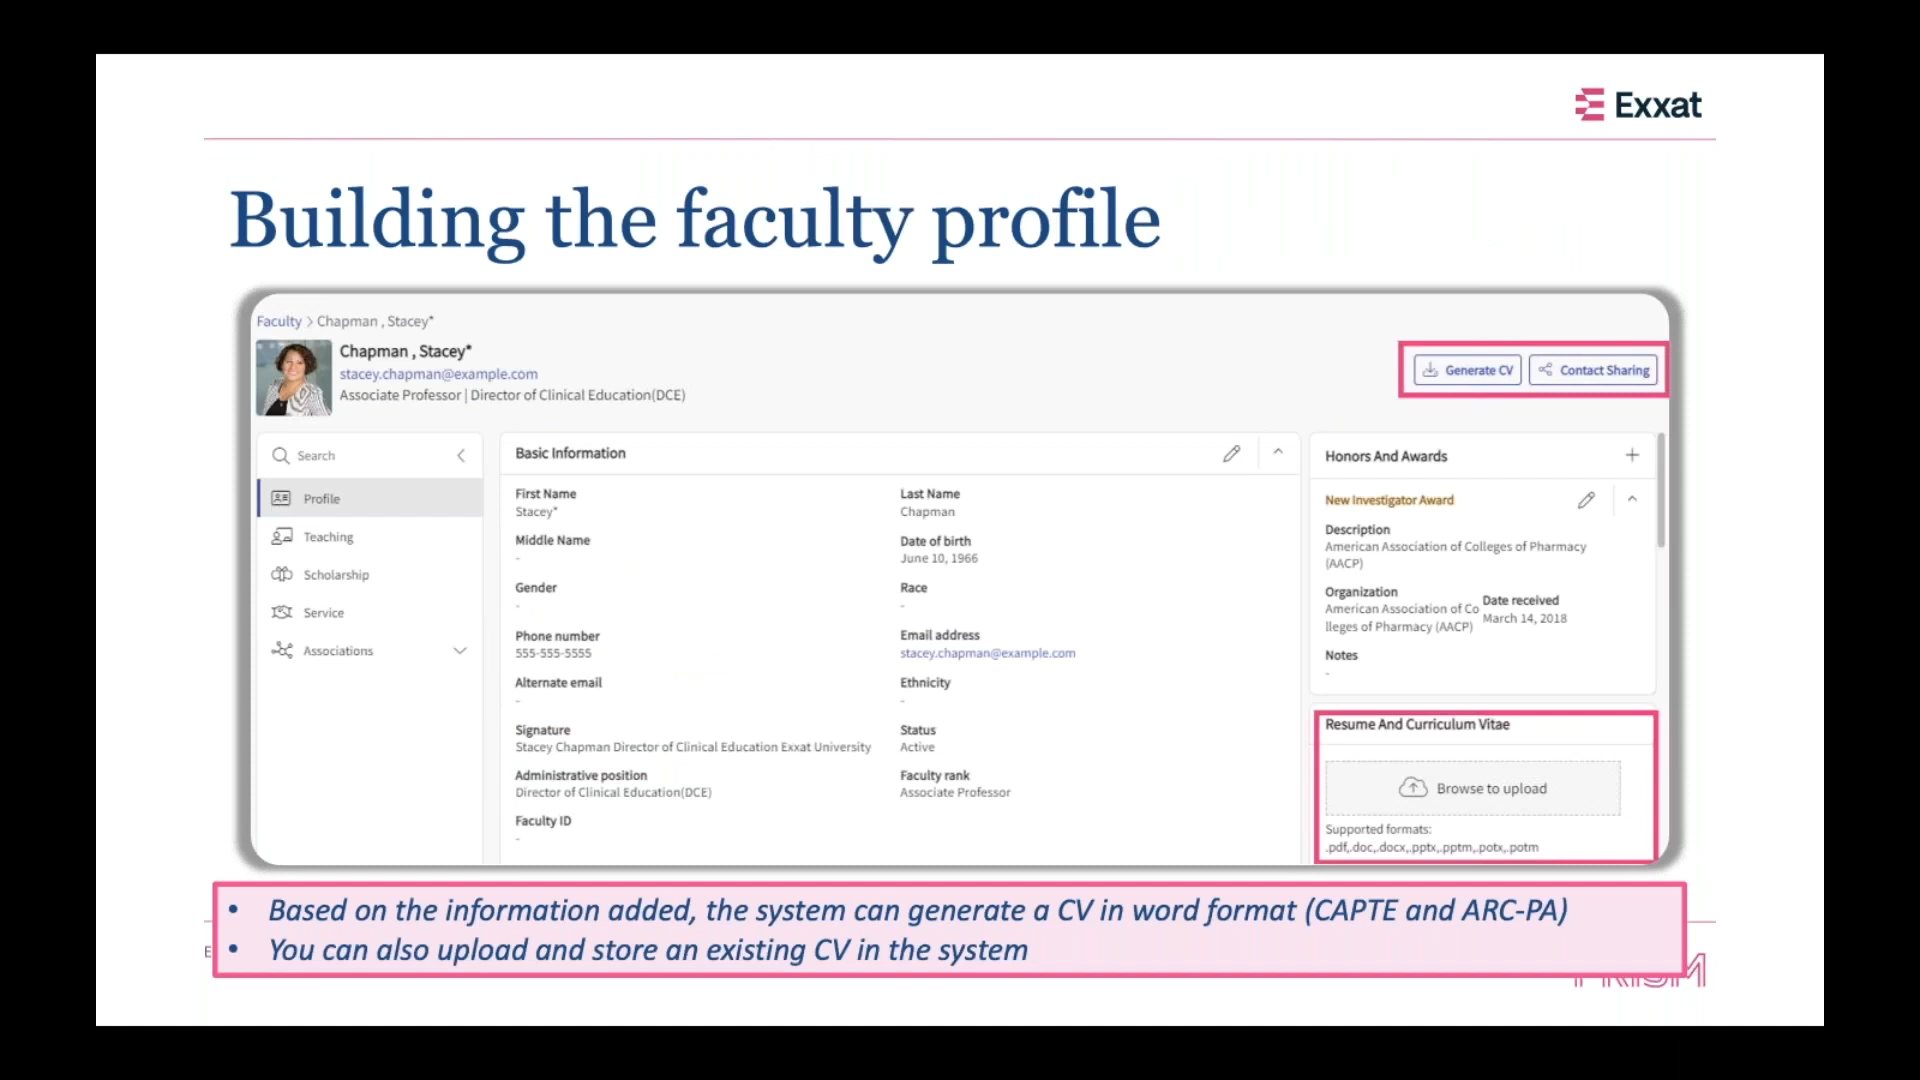 Exxat
Building the faculty profile
Faculty > Chapman , Stacey*
Chapman , Stacey*
stacey.chapman@example.com
Associate Professor | Director of Clinical Education(DCE)
Generate CV
Contact Sharing
Search
Profile
Teaching
Scholarship
Service
Associations
Basic Information
First Name
Stacey*
Last Name
Chapman
Middle Name
-
Date of birth
June 10, 1966
Gender
-
Race
-
Phone number
555-555-5555
Email address
stacey.chapman@example.com
Alternate email
-
Ethnicity
-
Signature
Stacey Chapman Director of Clinical Education Exxat University
Status
Active
Administrative position
Director of Clinical Education(DCE)
Faculty rank
Associate Professor
Faculty ID
-
Honors And Awards
New Investigator Award
Description
American Association of Colleges of Pharmacy
(AACP)
Organization
American Association of Co
lleges of Pharmacy (AACP)
Date received
March 14, 2018
Notes
-
Resume And Curriculum Vitae
Browse to upload
Supported formats:
.pdf,.doc,.docx,.pptx,.pptm,.potx,.potm
• Based on the information added, the system can generate a CV in word format (CAPTE and ARC-PA)
• You can also upload and store an existing CV in the system
E
PRISM